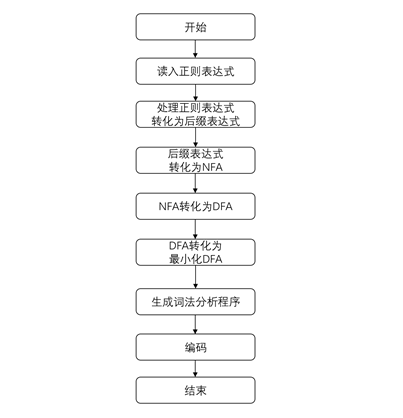 开始
读入正则表达式
处理正则表达式
转化为后缀表达式
后缀表达式
转化为NFA
NFA转化为DFA
DFA转化为
最小化DFA
生成词法分析程序
编码
结束